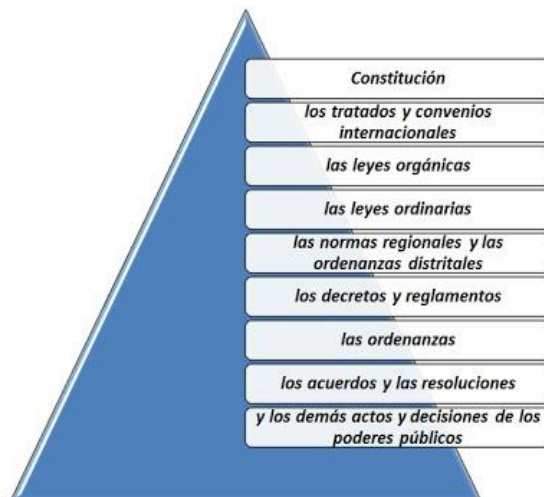 Constitución
los tratados y convenios
internacionales
las leyes orgánicas
las leyes ordinarias
las normas regionales y las
ordenanzas distritales
los decretos y reglamentos
las ordenanzas
los acuerdos y las resoluciones
y los demás actos y decisiones de los
poderes públicos